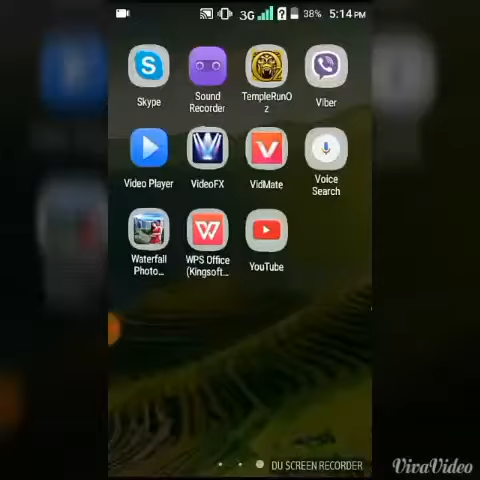 3G ? 38% 5:14 PM
S
Skype
Sound
Recorder
TempleRunO
z
Viber
Video Player
VideoFX
VidMate
Voice
Search
Waterfall
Photo...
WPS Office
(Kingsoft...
YouTube
DU SCREEN RECORDER
VivaVideo